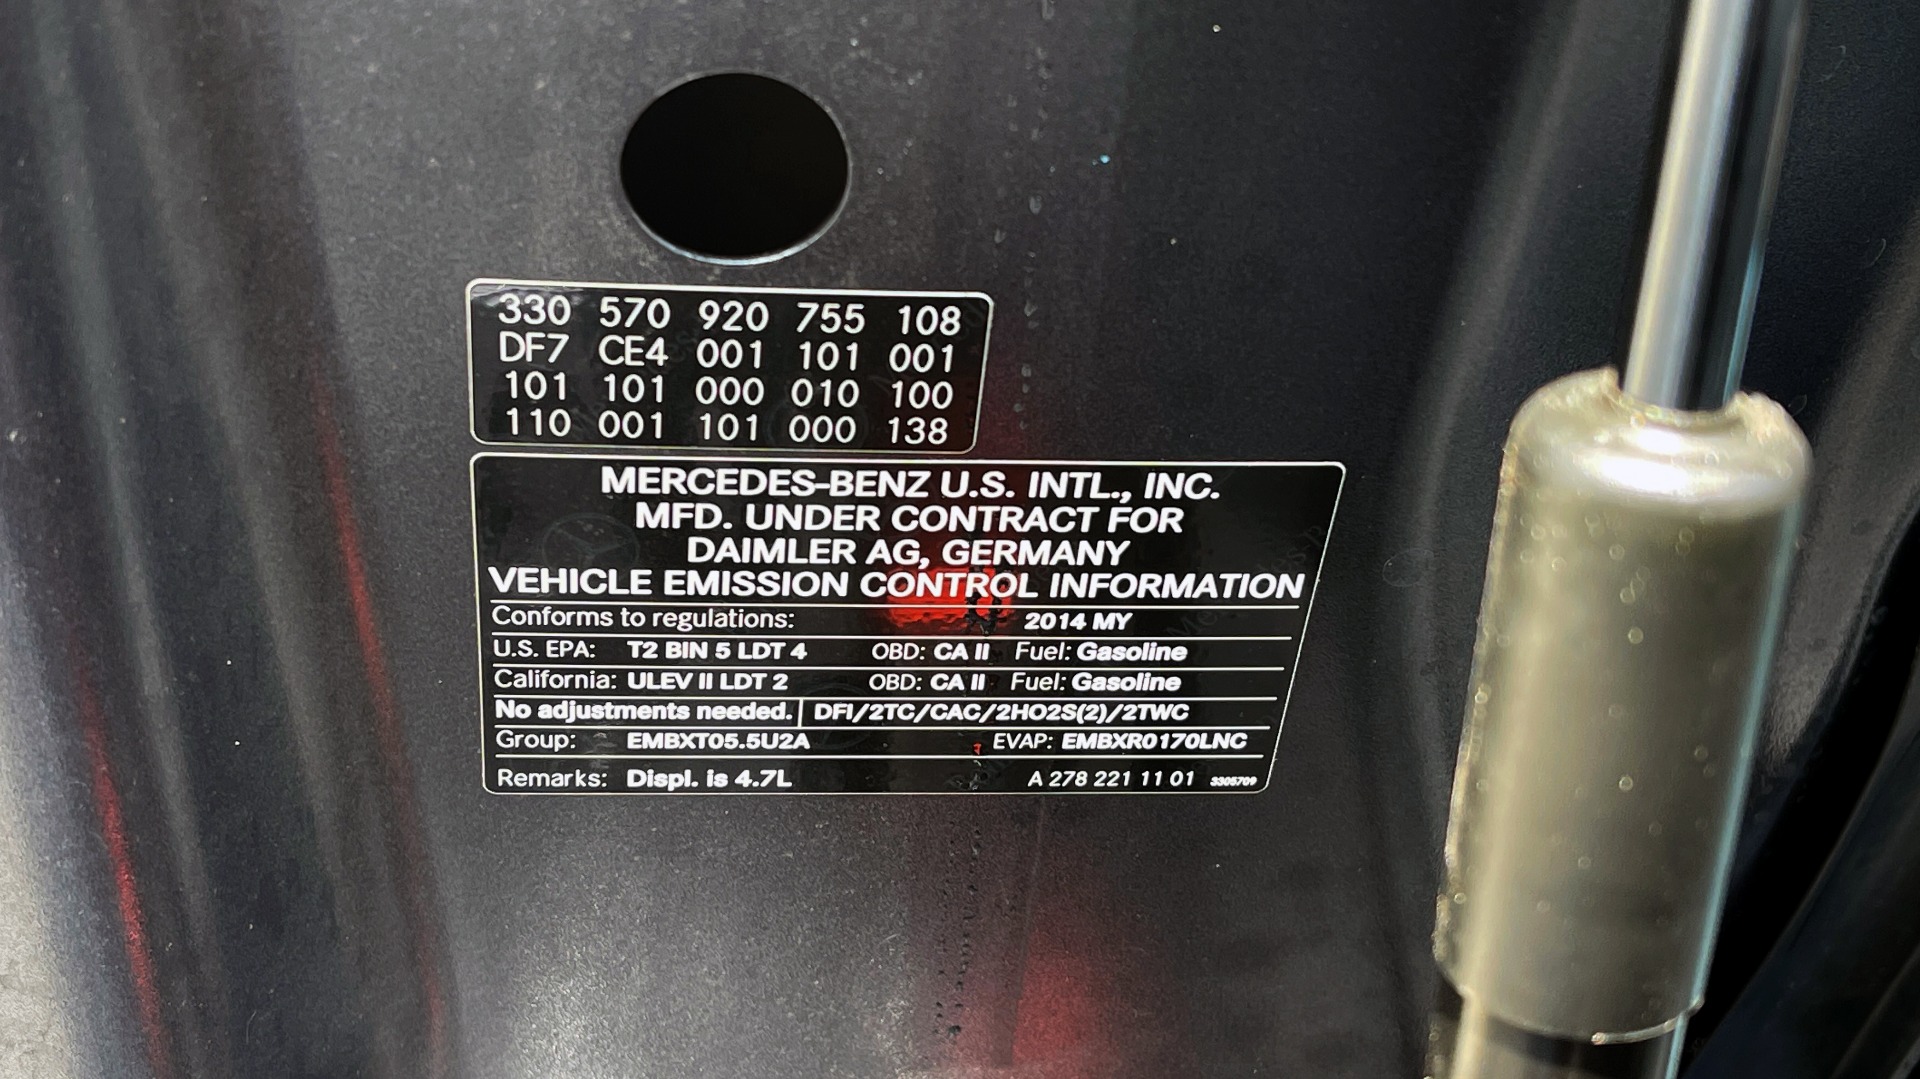 330 570 920 755 108
DF7 CE4 001 101 001
101 101 000 010 100
110 001 101 000 138
MERCEDES-BENZ U.S. INTL., INC.
MFD. UNDER CONTRACT FOR
DAIMLER AG, GERMANY
VEHICLE EMISSION CONTROL INFORMATION
Conforms to regulations: 2014 MY
U.S. EPA: T2 BIN 5 LDT 4 OBD: CA II Fuel: Gasoline
California: ULEV II LDT 2 OBD: CA II Fuel: Gasoline
No adjustments needed. DFI/2TC/CAC/2HO2S(2)/2TWC
Group: EMBXT05.5U2A EVAP: EMBXR0170LNC
Remarks: Displ. is 4.7L A 278 221 11 01 3305709